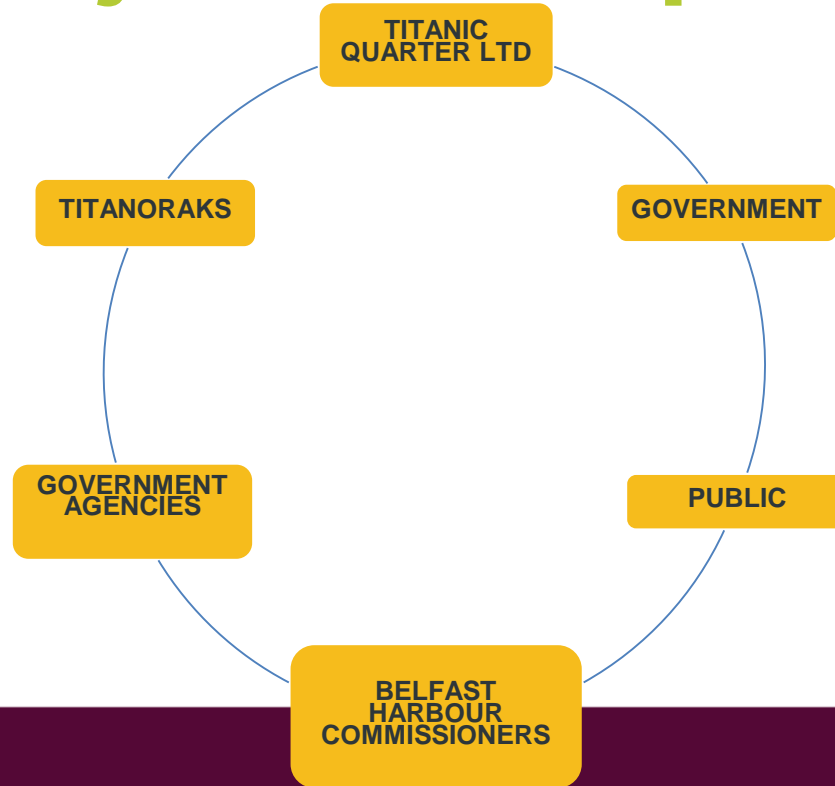 TITANIC
QUARTER LTD
TITANORAKS
GOVERNMENT
GOVERNMENT
AGENCIES
PUBLIC
BELFAST
HARBOUR
COMMISSIONERS